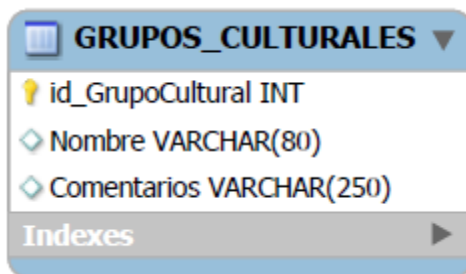 GRUPOS_CULTURALES
id_GrupoCultural INT
Nombre VARCHAR(80)
Comentarios VARCHAR(250)
Indexes